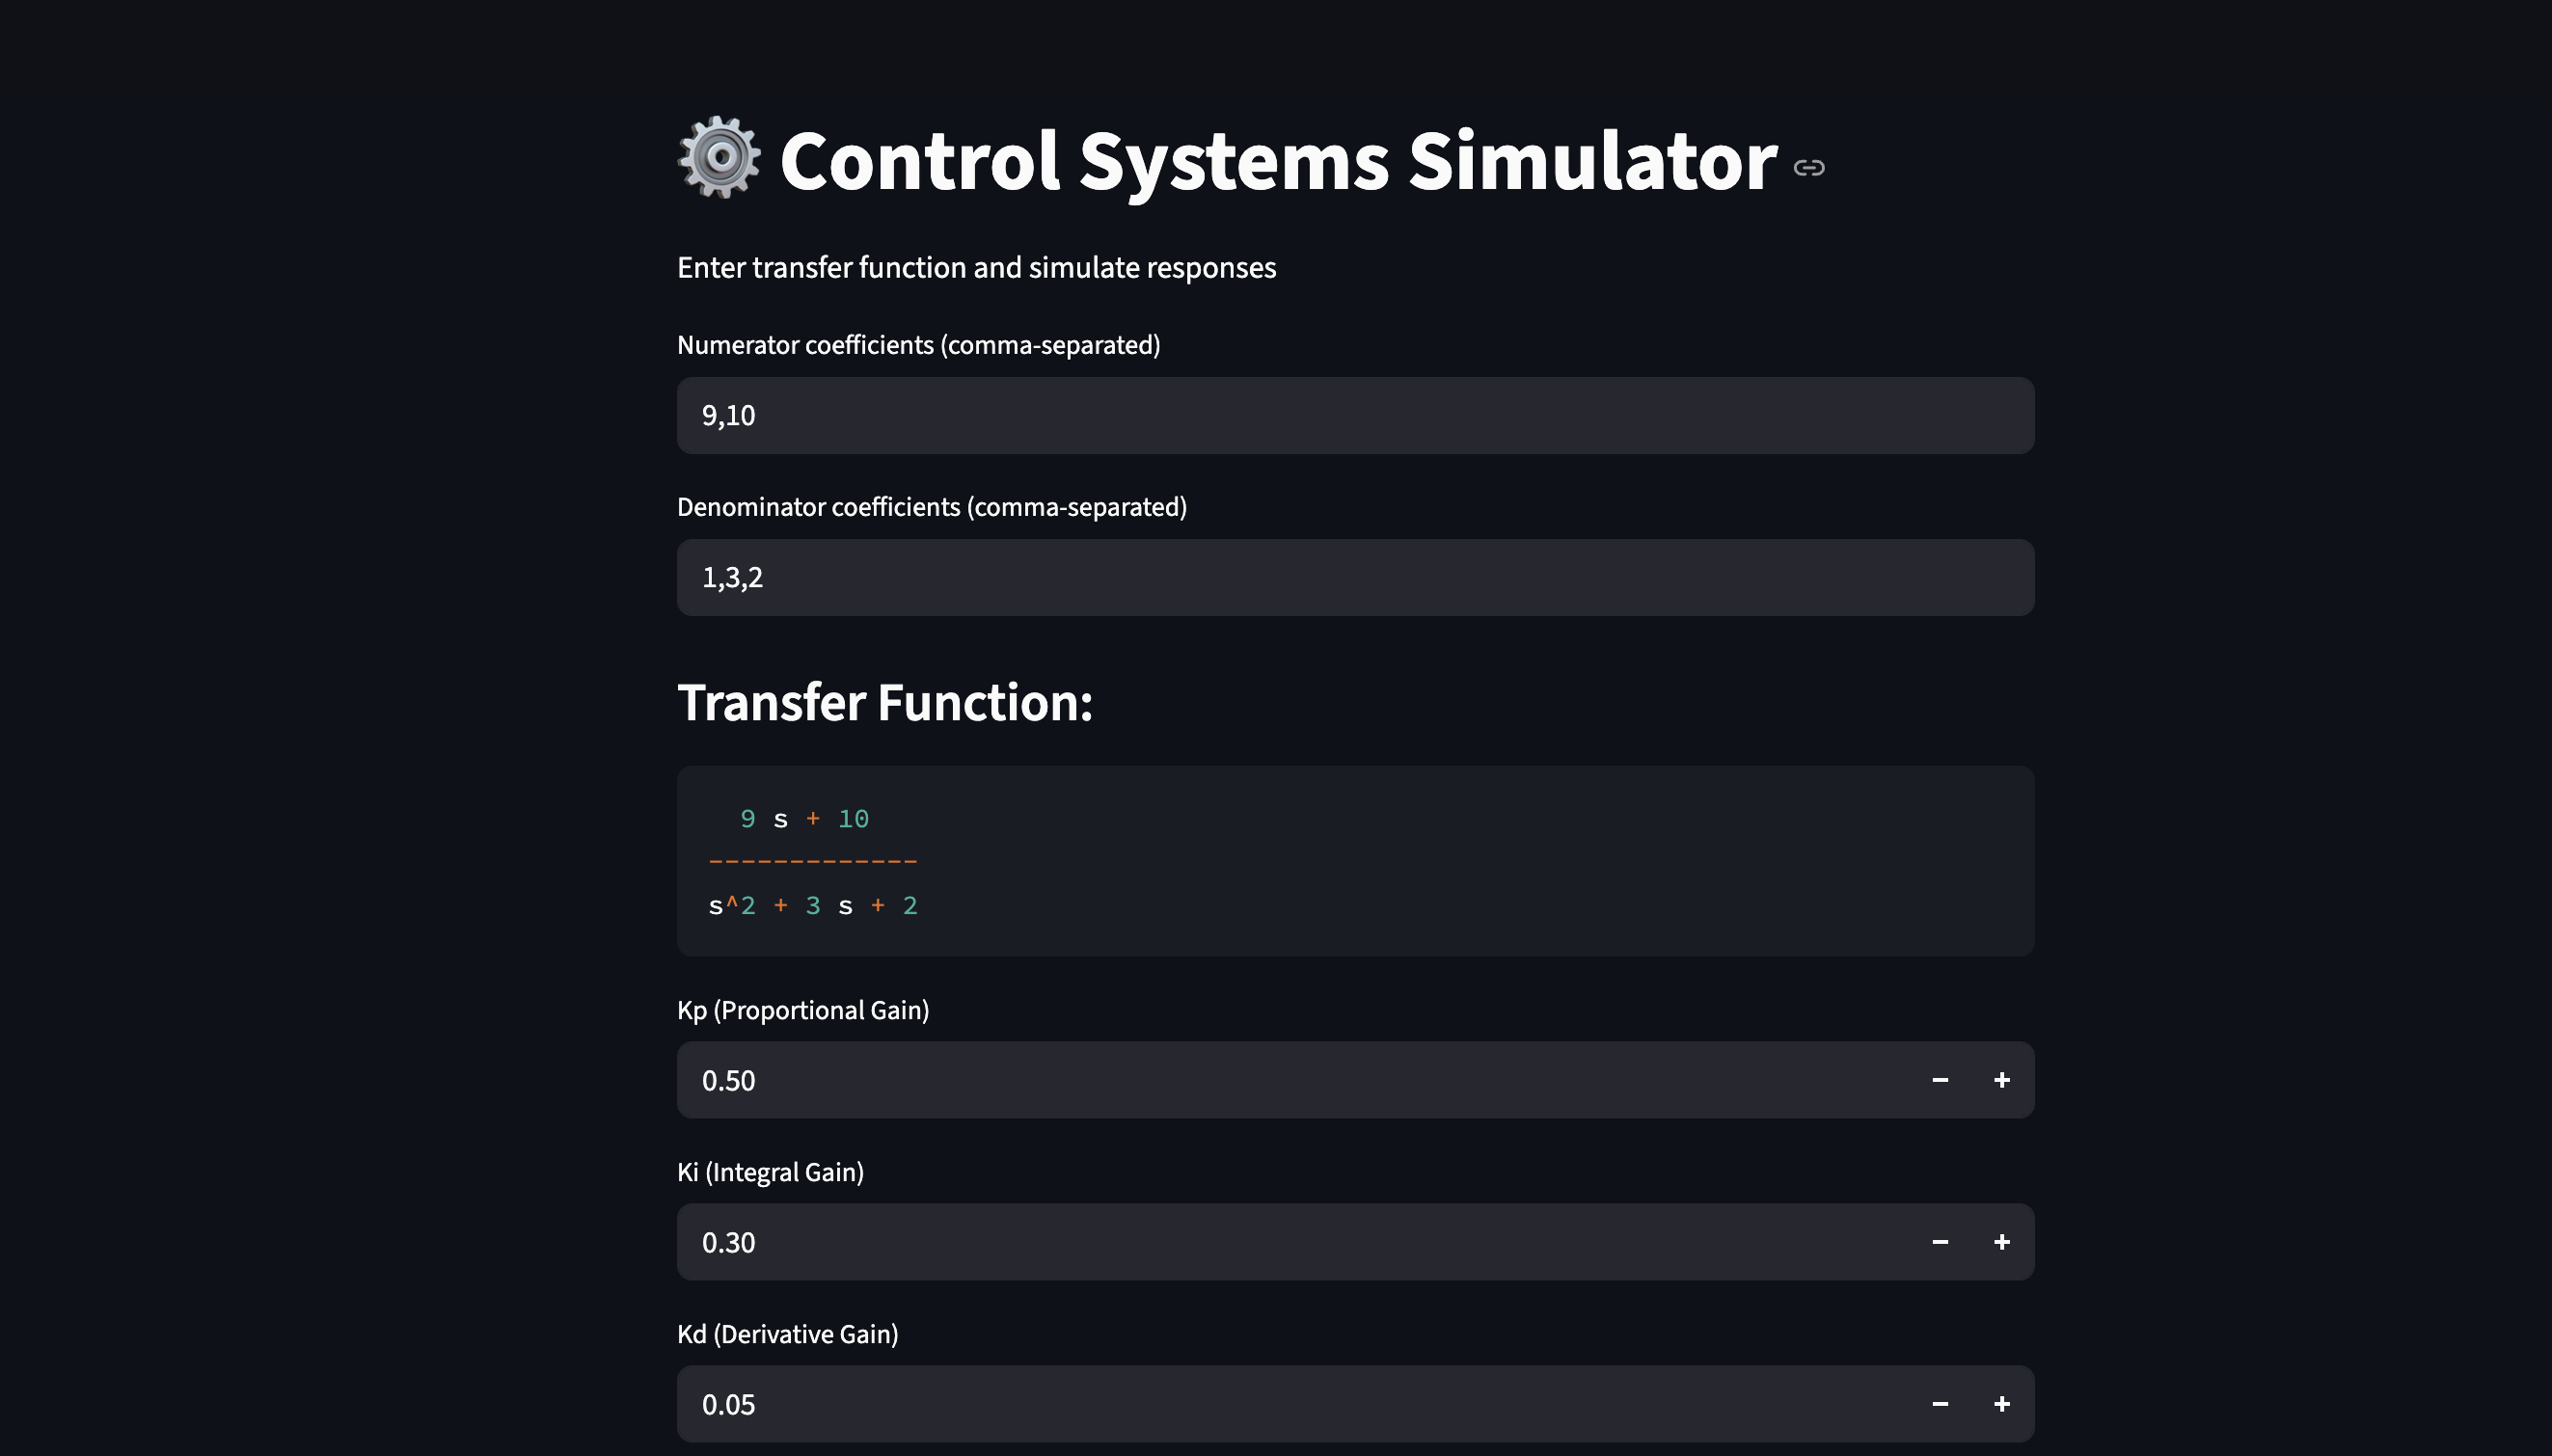 Control Systems Simulator
Enter transfer function and simulate responses
Numerator coefficients (comma-separated)
9,10
Denominator coefficients (comma-separated)
1,3,2
Transfer Function:
9 s + 10
-------------
s^2 + 3 s + 2
Kp (Proportional Gain)
0.50 − +
Ki (Integral Gain)
0.30 − +
Kd (Derivative Gain)
0.05 − +